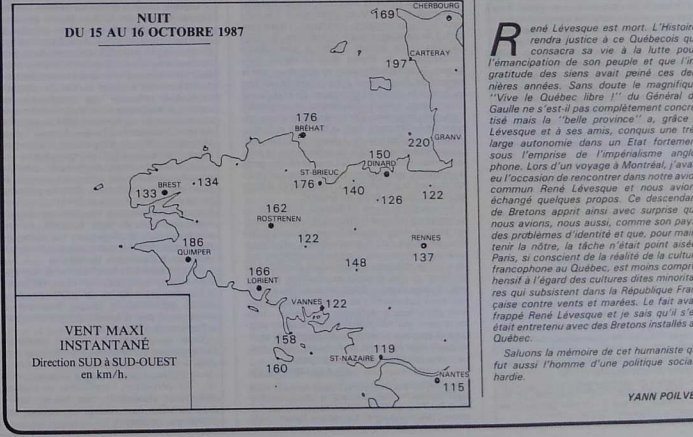 NUIT
DU 15 AU 16 OCTOBRE 1987
CHERBOURG
169
CARTERAY
197
176
BRÉHAT
220
GRANV
150
DINARD
ST-BRIEUC
176
140
126
122
133
BREST
134
162
ROSTRENEN
122
RENNES
137
148
186
QUIMPER
166
LORIENT
VANNES
122
158
160
119
ST-NAZAIRE
NANTES
115
VENT MAXI
INSTANTANÉ
Direction SUD à SUD-OUEST
en km/h.
René Lévesque est mort. L'Histoire
rendra justice à ce Québecois qu
consacra sa vie à la lutte pou
l'émancipation de son peuple et que l'in
gratitude des siens avait peiné ces de
nières années. Sans doute le magnifiqu
"Vive le Québec libre !" du Général d
Gaulle ne s'est-il pas complètement concré
tisé mais la "belle province" a, grâce
Lévesque et à ses amis, conquis une trè
large autonomie dans un Etat forteme
sous l'emprise de l'impérialisme anglo
phone. Lors d'un voyage à Montréal, j'ava
eu l'occasion de rencontrer dans notre avio
commun René Lévesque et nous avion
échangé quelques propos. Ce descendan
de Bretons apprit ainsi avec surprise qu
nous avions, nous aussi, comme son pay
des problèmes d'identité et que, pour mai
tenir la nôtre, la tâche n'était point aisée
Paris, si conscient de la réalité de la cultur
francophone au Québec, est moins compré
hensif à l'égard des cultures dites minorita
res qui subsistent dans la République Fran
çaise contre vents et marées. Le fait ava
frappé René Lévesque et je sais qu'il s'e
était entretenu avec des Bretons installés a
Québec.
Saluons la mémoire de cet humaniste q
fut aussi l'homme d'une politique social
hardie.
YANN POILVE